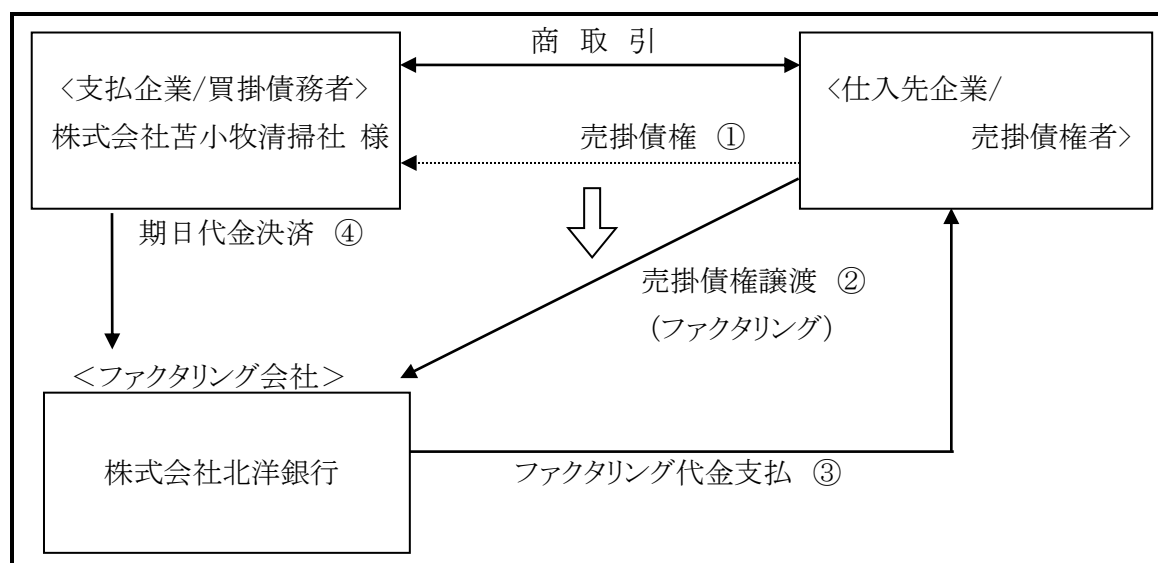 商 取 引
<支払企業/買掛債務者>
株式会社苫小牧清掃社 様
<仕入先企業/
売掛債権者>
売掛債権 ①
期日代金決済 ④
売掛債権譲渡 ②
(ファクタリング)
<ファクタリング会社>
株式会社北洋銀行
ファクタリング代金支払 ③